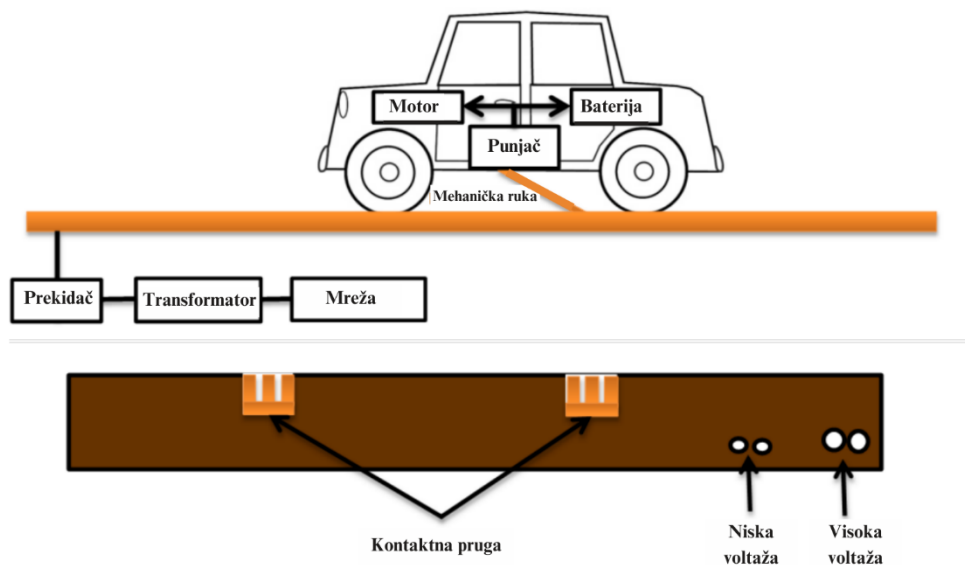 Motor
Baterija
Punjač
Mehanička ruka
Prekidač
Transformator
Mreža
Kontaktna pruga
Niska
voltaža
Visoka
voltaža